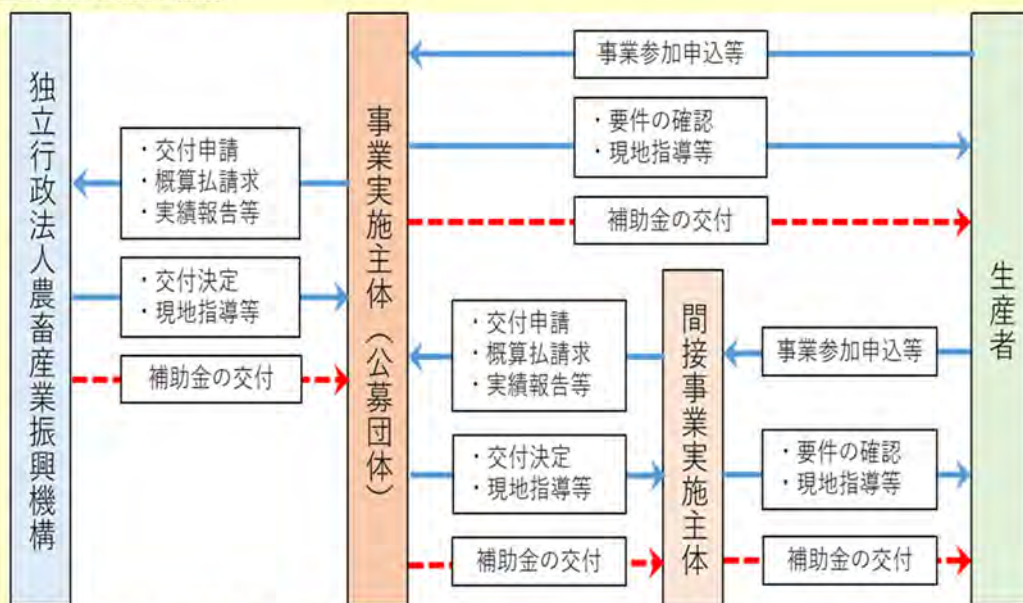 独立行政法人農畜産業振興機構
・交付申請
・概算払請求
・実績報告等
・交付決定
・現地指導等
補助金の交付
事業実施主体（公募団体）
事業参加申込等
・要件の確認
・現地指導等
補助金の交付
・交付申請
・概算払請求
・実績報告等
・交付決定
・現地指導等
補助金の交付
間接事業実施主体
事業参加申込等
・要件の確認
・現地指導等
補助金の交付
生産者